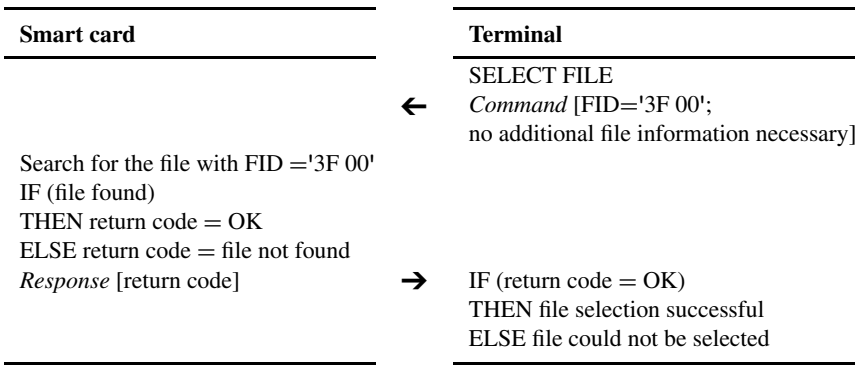 Smart card Terminal
SELECT FILE
← Command [FID='3F 00';
no additional file information necessary]
Search for the file with FID ='3F 00'
IF (file found)
THEN return code = OK
ELSE return code = file not found
Response [return code] → IF (return code = OK)
THEN file selection successful
ELSE file could not be selected